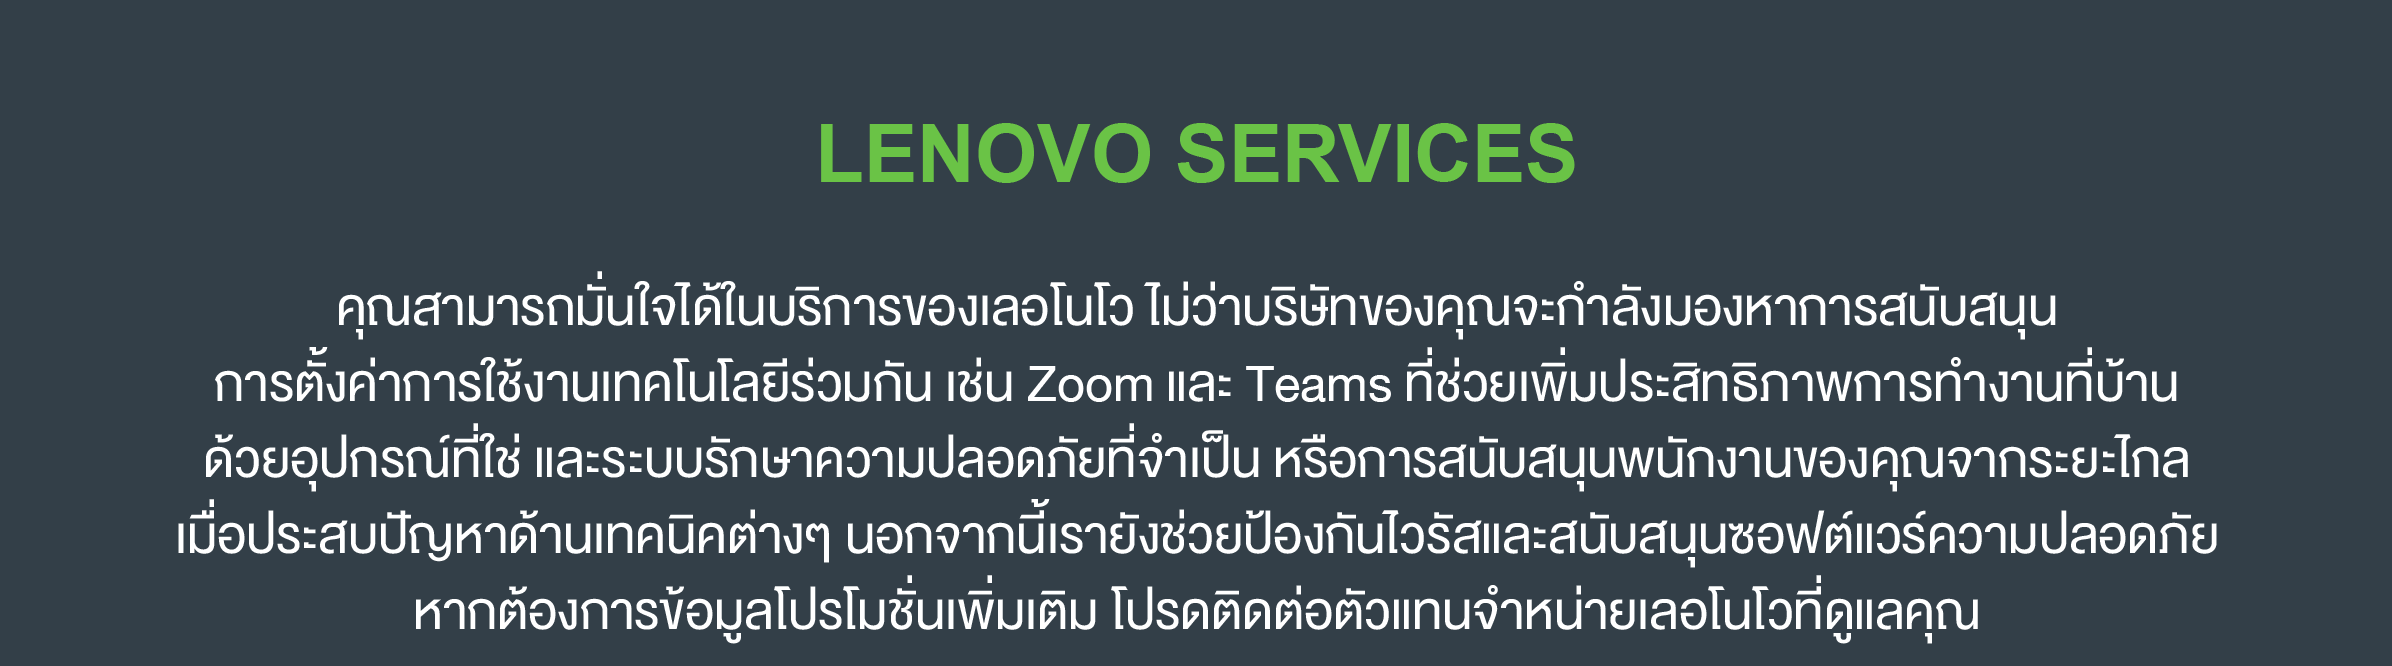 LENOVO SERVICES
คุณสามารถมั่นใจได้ในบริการของเลอโนโว ไม่ว่าบริษัทของคุณจะกำลังมองหาการสนับสนุน
การตั้งค่าการใช้งานเทคโนโลยีร่วมกัน เช่น Zoom และ Teams ที่ช่วยเพิ่มประสิทธิภาพการทำงานที่บ้าน
ด้วยอุปกรณ์ที่ใช่ และระบบรักษาความปลอดภัยที่จำเป็น หรือการสนับสนุนพนักงานของคุณจากระยะไกล
เมื่อประสบปัญหาด้านเทคนิคต่างๆ นอกจากนี้เรายังช่วยป้องกันไวรัสและสนับสนุนซอฟต์แวร์ความปลอดภัย
หากต้องการข้อมูลโปรโมชั่นเพิ่มเติม โปรดติดต่อตัวแทนจำหน่ายเลอโนโวที่ดูแลคุณ